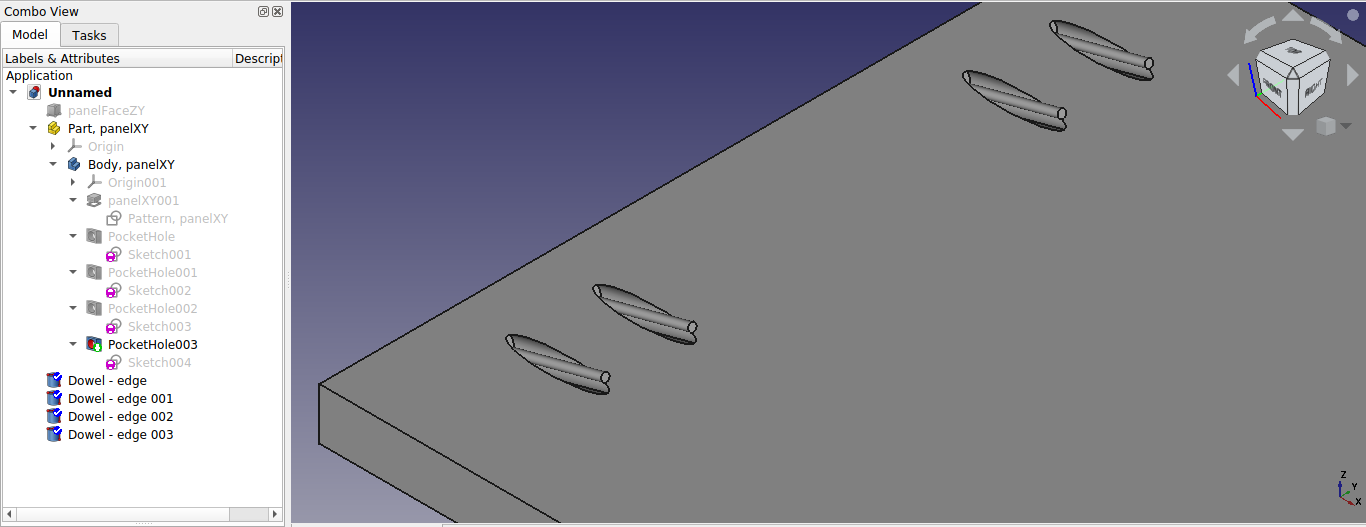 Combo View
Model Tasks
Labels & Attributes Descript
Application
Unnamed
panelFaceZY
Part, panelXY
Origin
Body, panelXY
Origin001
panelXY001
Pattern, panelXY
PocketHole
Sketch001
PocketHole001
Sketch002
PocketHole002
Sketch003
PocketHole003
Sketch004
Dowel - edge
Dowel - edge 001
Dowel - edge 002
Dowel - edge 003
FRONT RIGHT
Z
Y
X